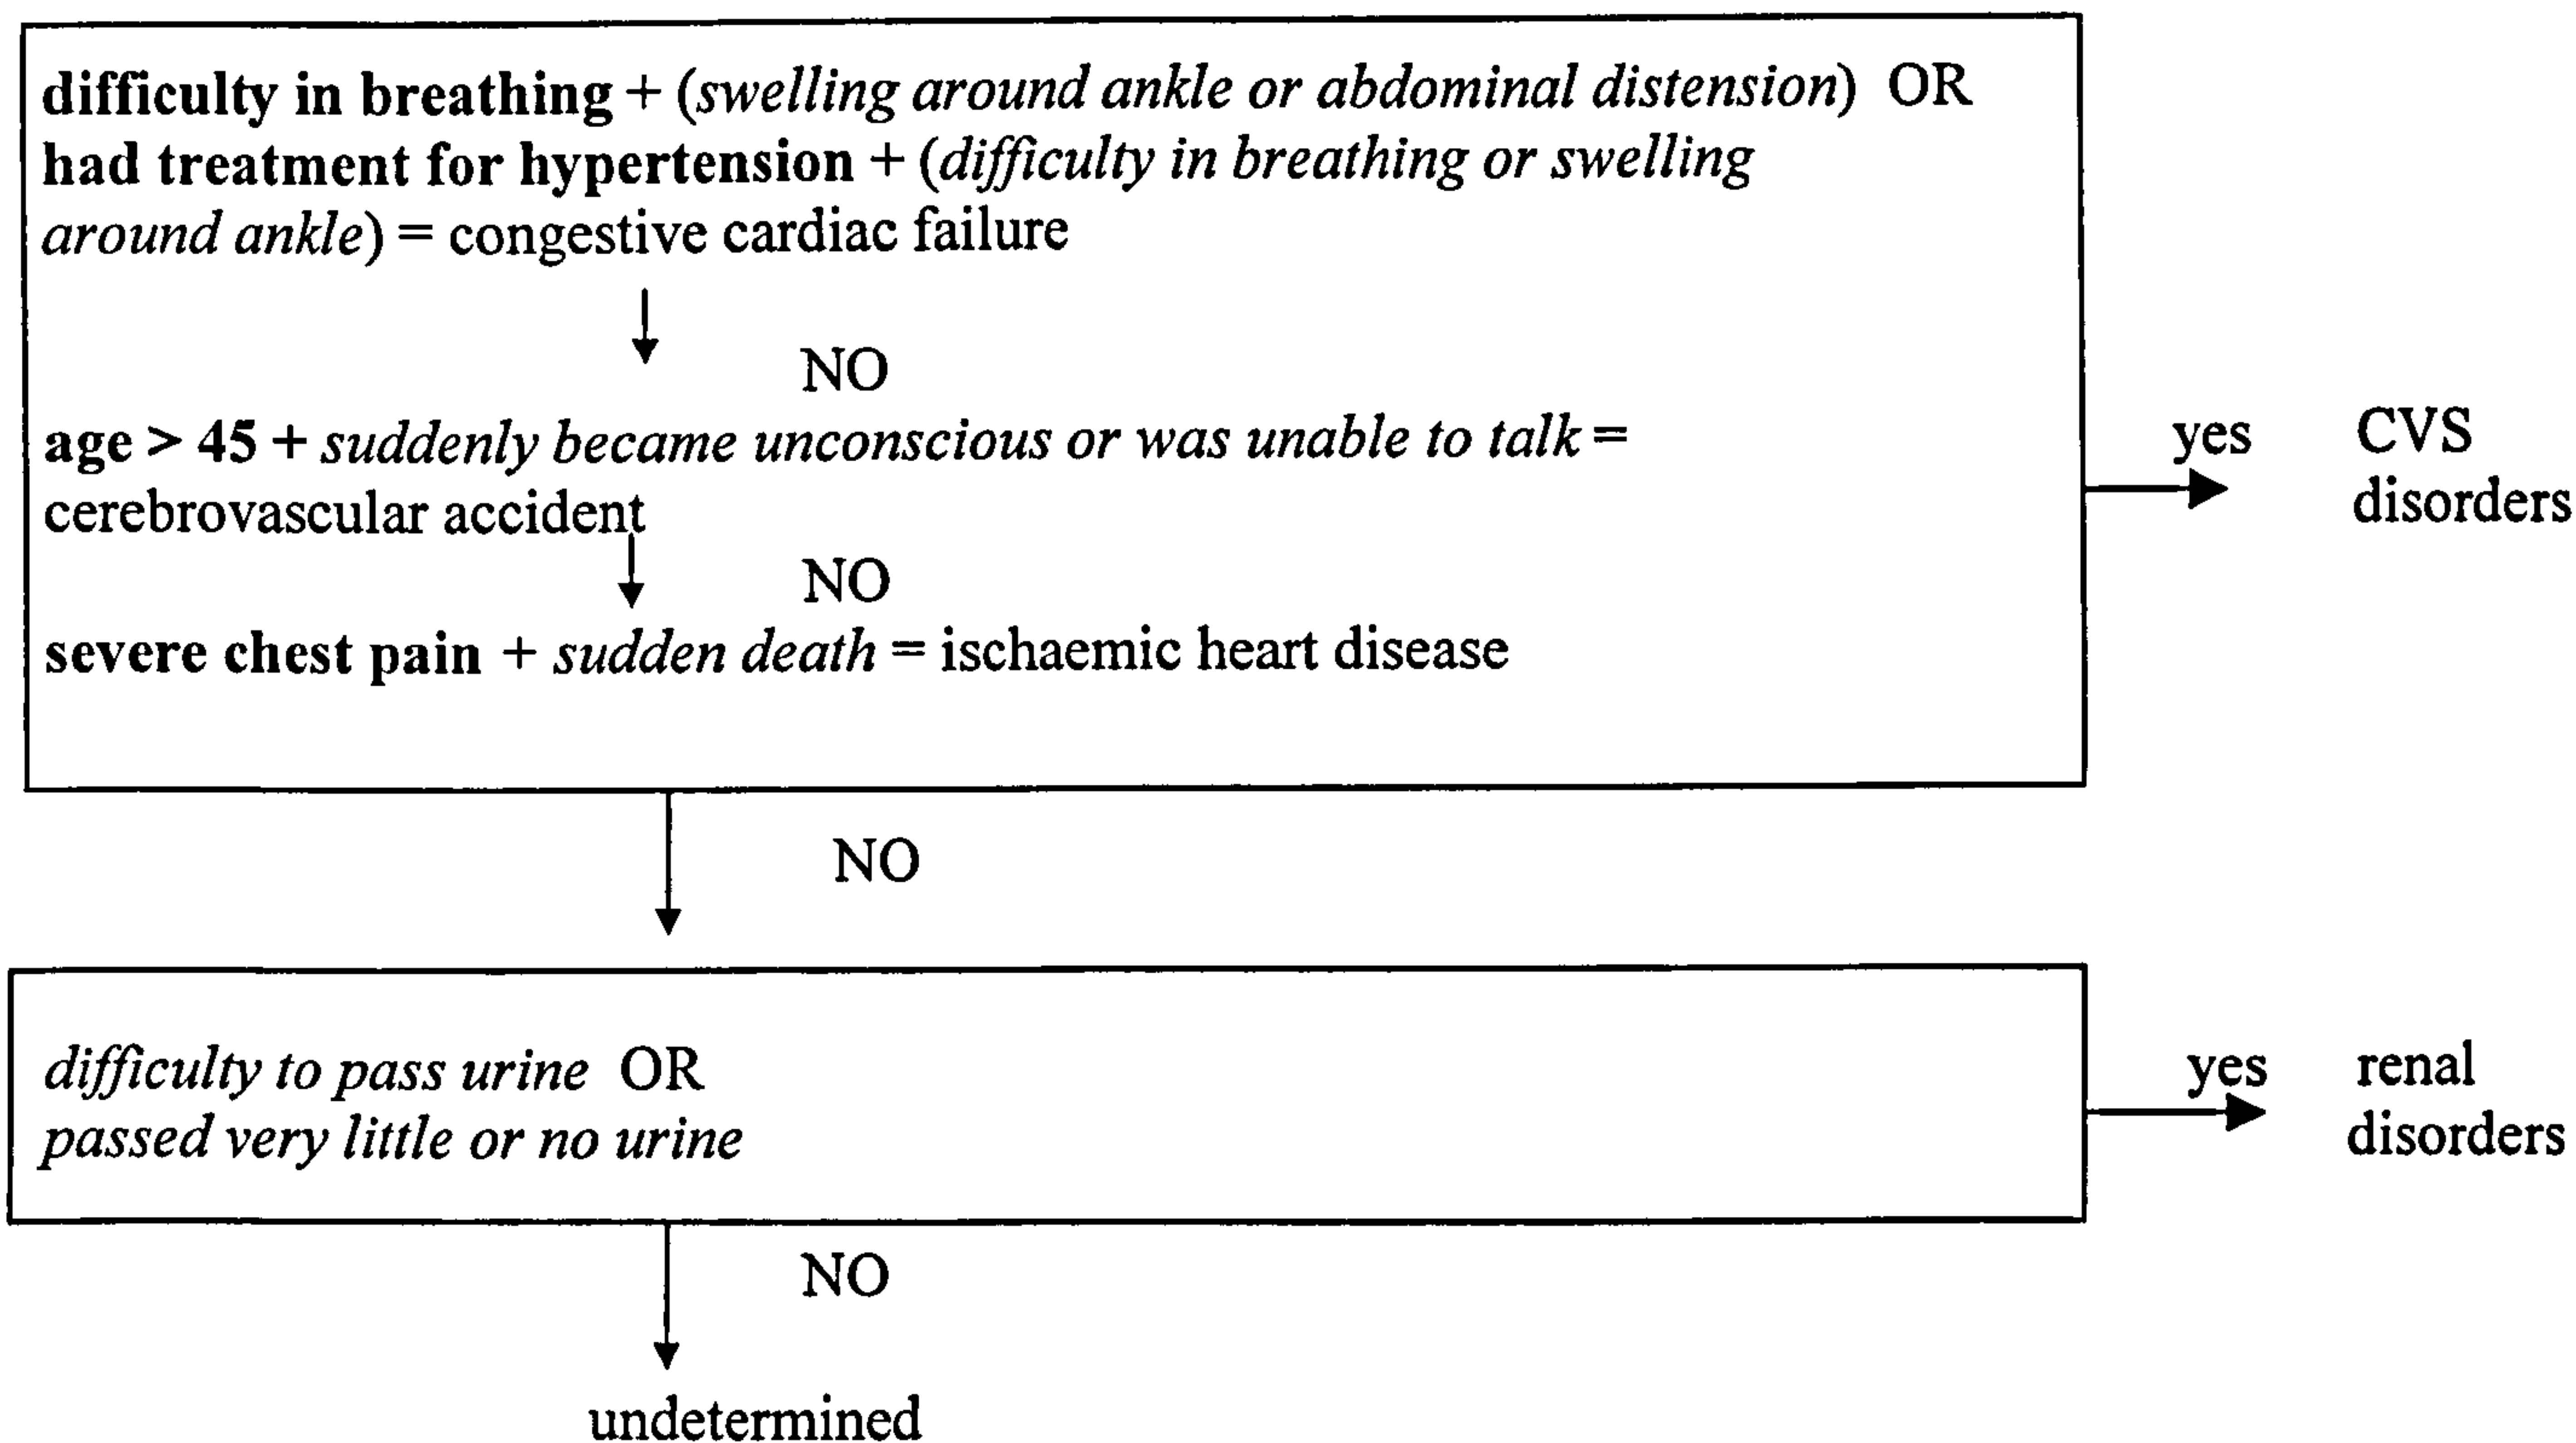 difficulty in breathing + (swelling around ankle or abdominal distension) OR
had treatment for hypertension + (difficulty in breathing or swelling
around ankle) = congestive cardiac failure
NO
age > 45 + suddenly became unconscious or was unable to talk =
cerebrovascular accident
yes CVS
disorders
NO
severe chest pain + sudden death = ischaemic heart disease
NO
difficulty to pass urine OR
passed very little or no urine
yes renal
disorders
NO
undetermined